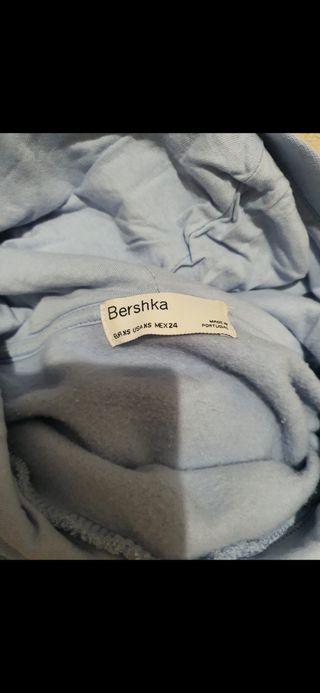 Bershka
EUR XS USA XS MEX 24
MADE IN
PORTUGAL